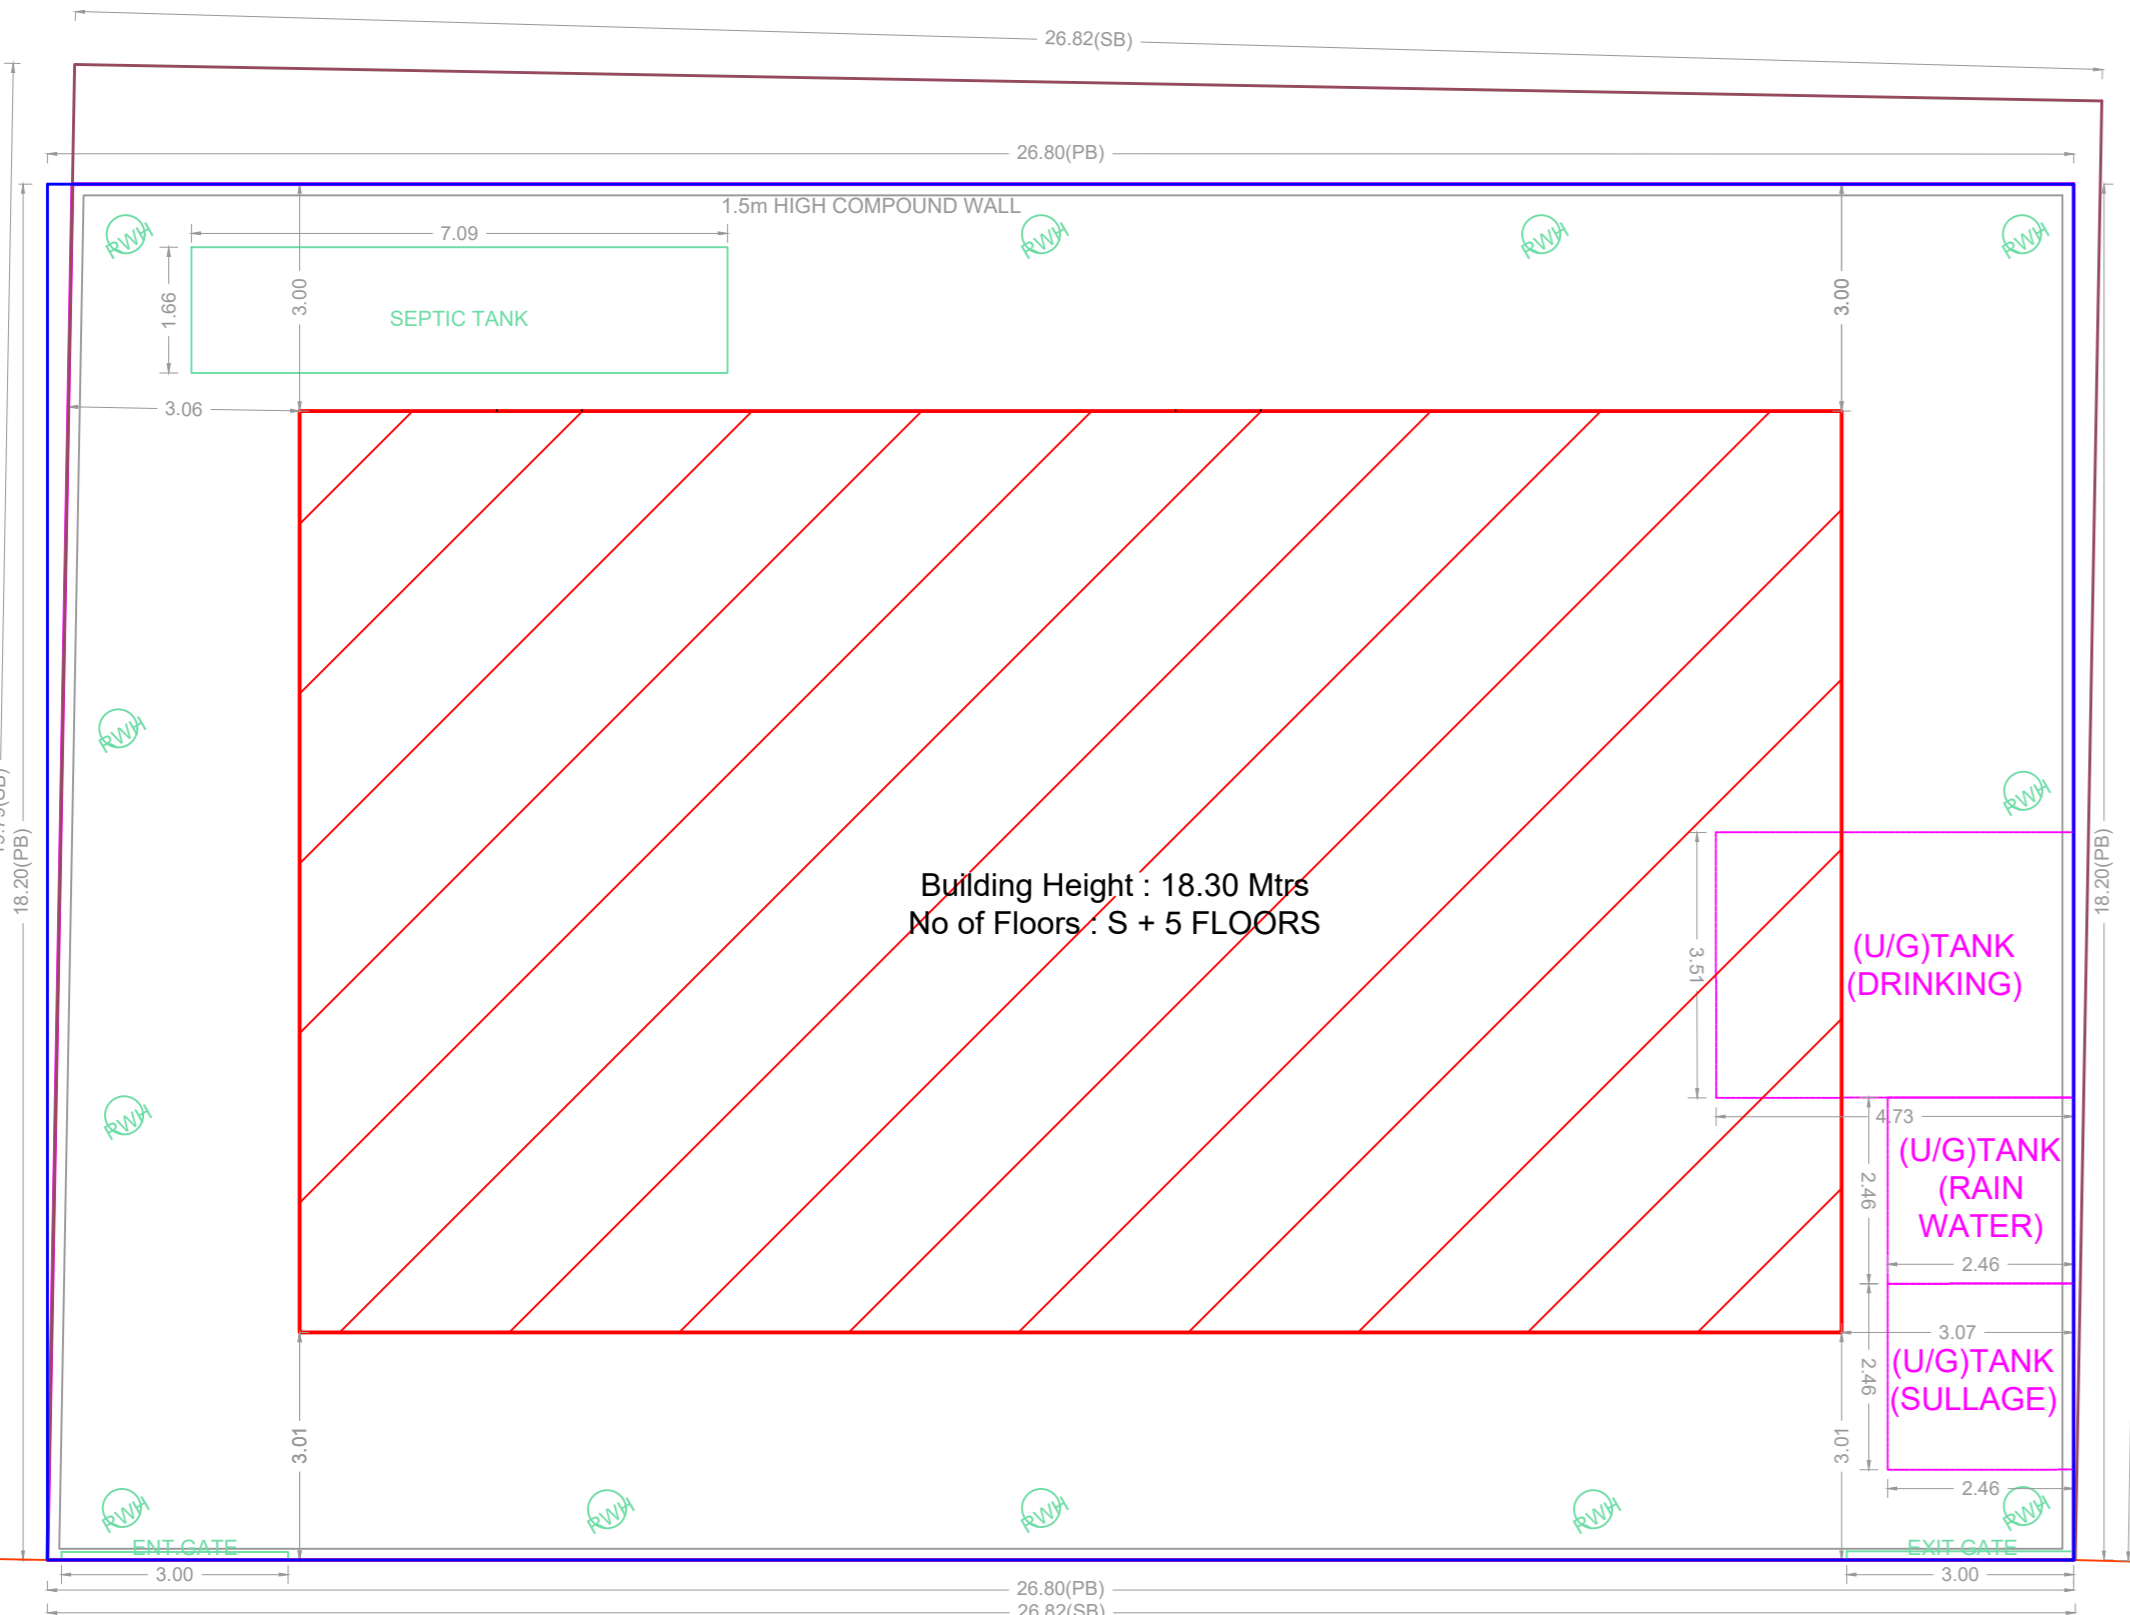 26.82(SB)
26.80(PB)
1.5m HIGH COMPOUND WALL
RWH
RWH
RWH
RWH
7.09
1.66
SEPTIC TANK
3.00
3.00
3.06
RWH
RWH
18.20(PB)
18.20(PB)
Building Height : 18.30 Mtrs
No of Floors : S + 5 FLOORS
3.51
(U/G)TANK
(DRINKING)
4.73
RWH
2.46
(U/G)TANK
(RAIN
WATER)
2.46
3.07
2.46
(U/G)TANK
(SULLAGE)
3.01
3.01
2.46
RWH
RWH
RWH
RWH
RWH
ENT.GATE
EXIT GATE
3.00
3.00
26.80(PB)
26.82(SB)